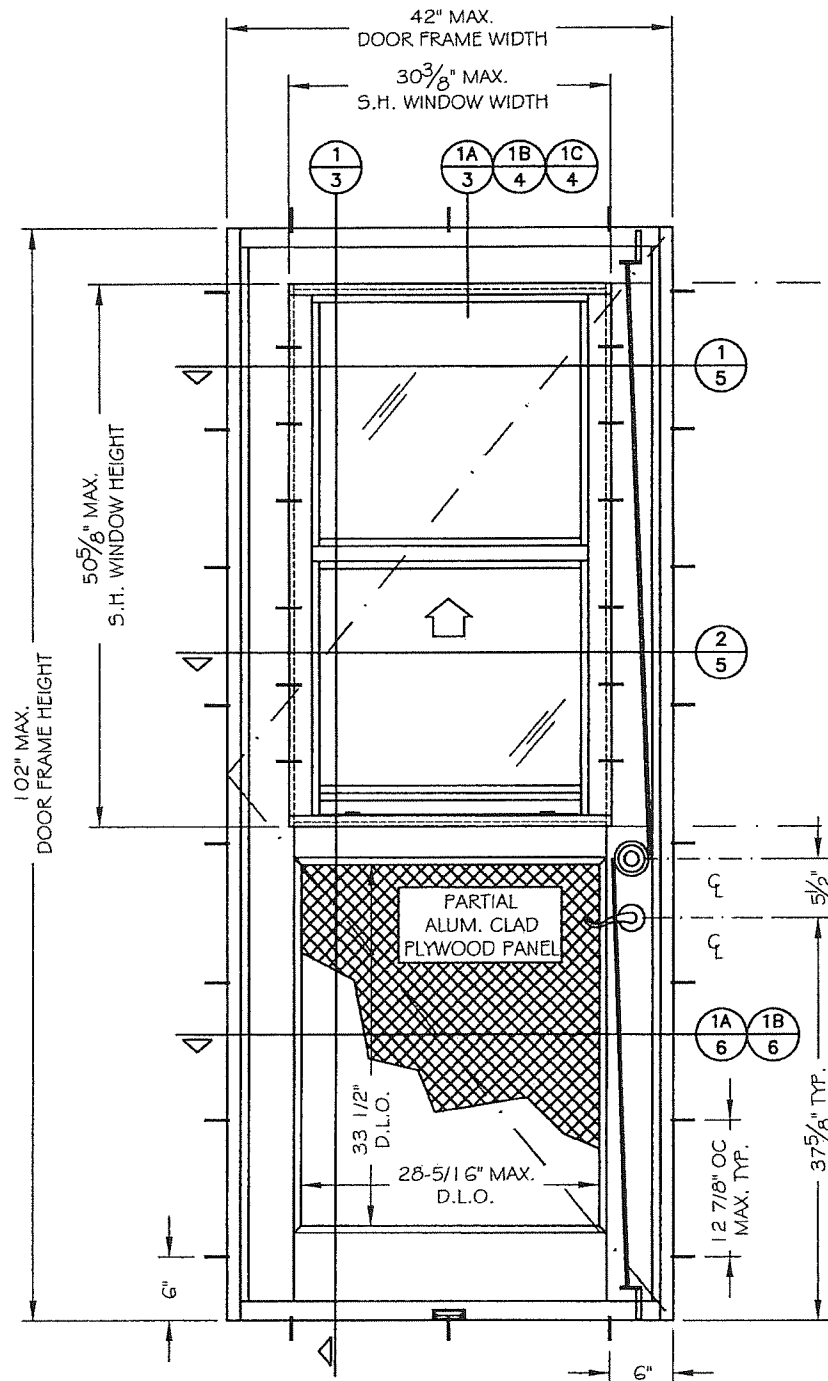 42" MAX.
DOOR FRAME WIDTH
30 3/8" MAX.
S.H. WINDOW WIDTH
1
3
1A
3
1B
4
1C
4
1
5
50 5/8" MAX.
S.H. WINDOW HEIGHT
102" MAX.
DOOR FRAME HEIGHT
2
5
PARTIAL
ALUM. CLAD
PLYWOOD PANEL
℄
℄
5 1/2"
1A
6
1B
6
33 1/2"
D.L.O.
28-5/16" MAX.
D.L.O.
12 7/8" OC
MAX. TYP.
37 5/8" TYP.
6"
6"